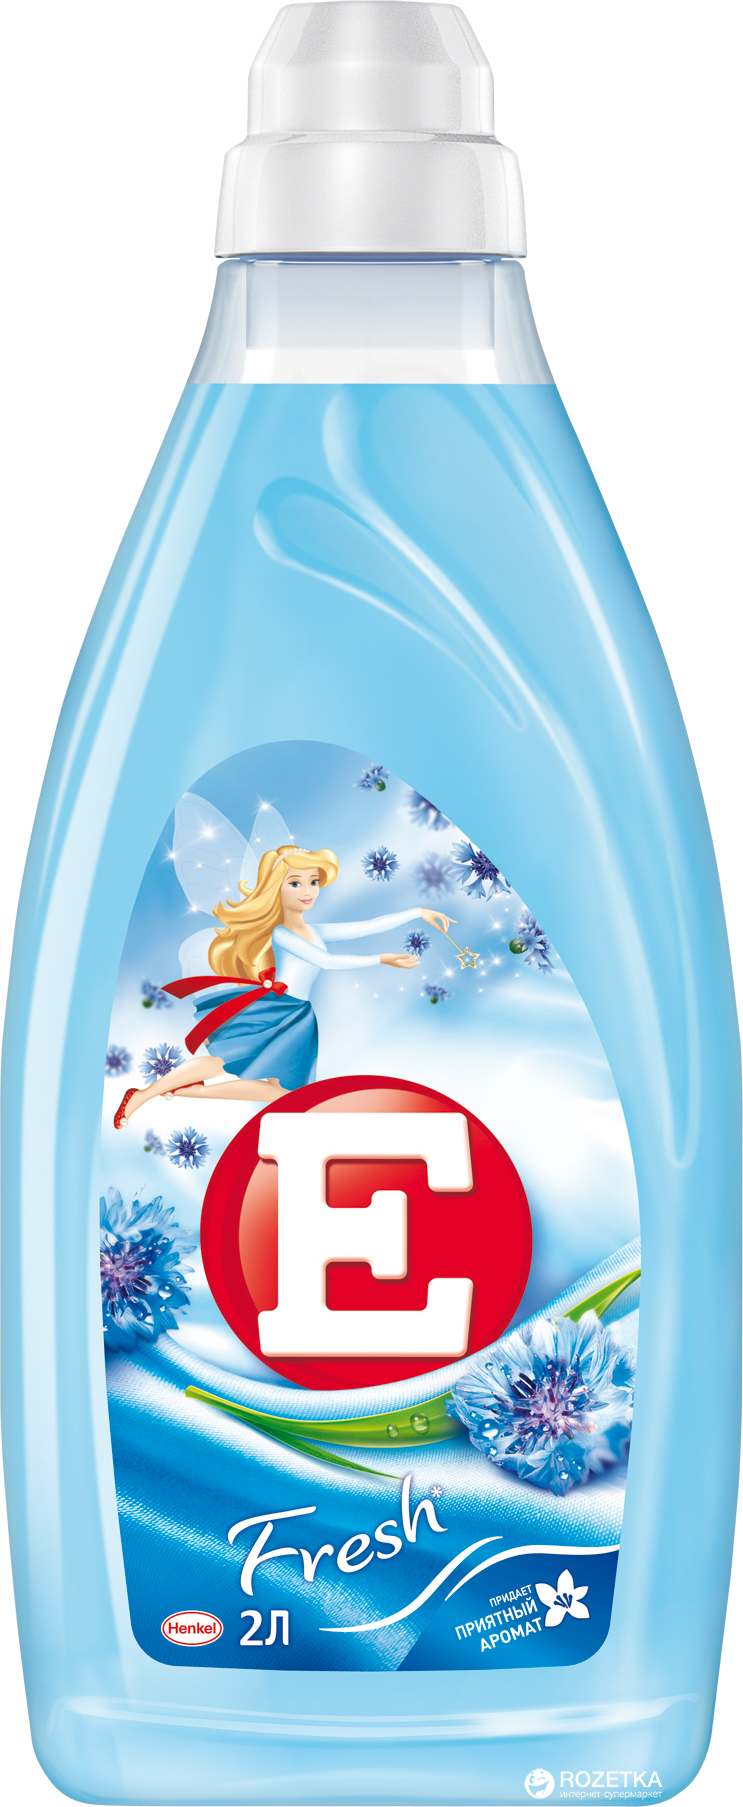 E
Fresh*
Henkel
2Л
ПРИДАЕТ
ПРИЯТНЫЙ
АРОМАТ
ROZETKA
интернет-супермаркет